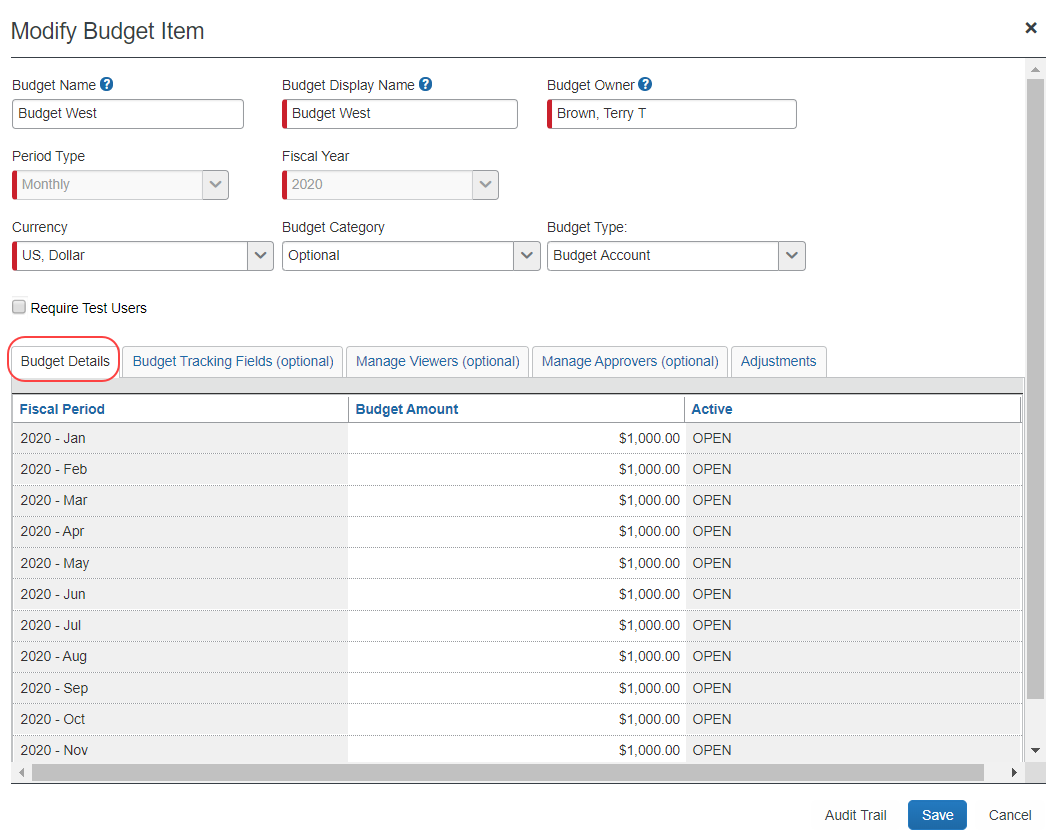 Modify Budget Item ×
Budget Name ? Budget Display Name ? Budget Owner ?
Budget West Budget West Brown, Terry T
Period Type Fiscal Year
Monthly 2020
Currency Budget Category Budget Type:
US, Dollar Optional Budget Account
Require Test Users
Budget Details Budget Tracking Fields (optional) Manage Viewers (optional) Manage Approvers (optional) Adjustments
Fiscal Period Budget Amount Active
2020 - Jan $1,000.00 OPEN
2020 - Feb $1,000.00 OPEN
2020 - Mar $1,000.00 OPEN
2020 - Apr $1,000.00 OPEN
2020 - May $1,000.00 OPEN
2020 - Jun $1,000.00 OPEN
2020 - Jul $1,000.00 OPEN
2020 - Aug $1,000.00 OPEN
2020 - Sep $1,000.00 OPEN
2020 - Oct $1,000.00 OPEN
2020 - Nov $1,000.00 OPEN
Audit Trail Save Cancel